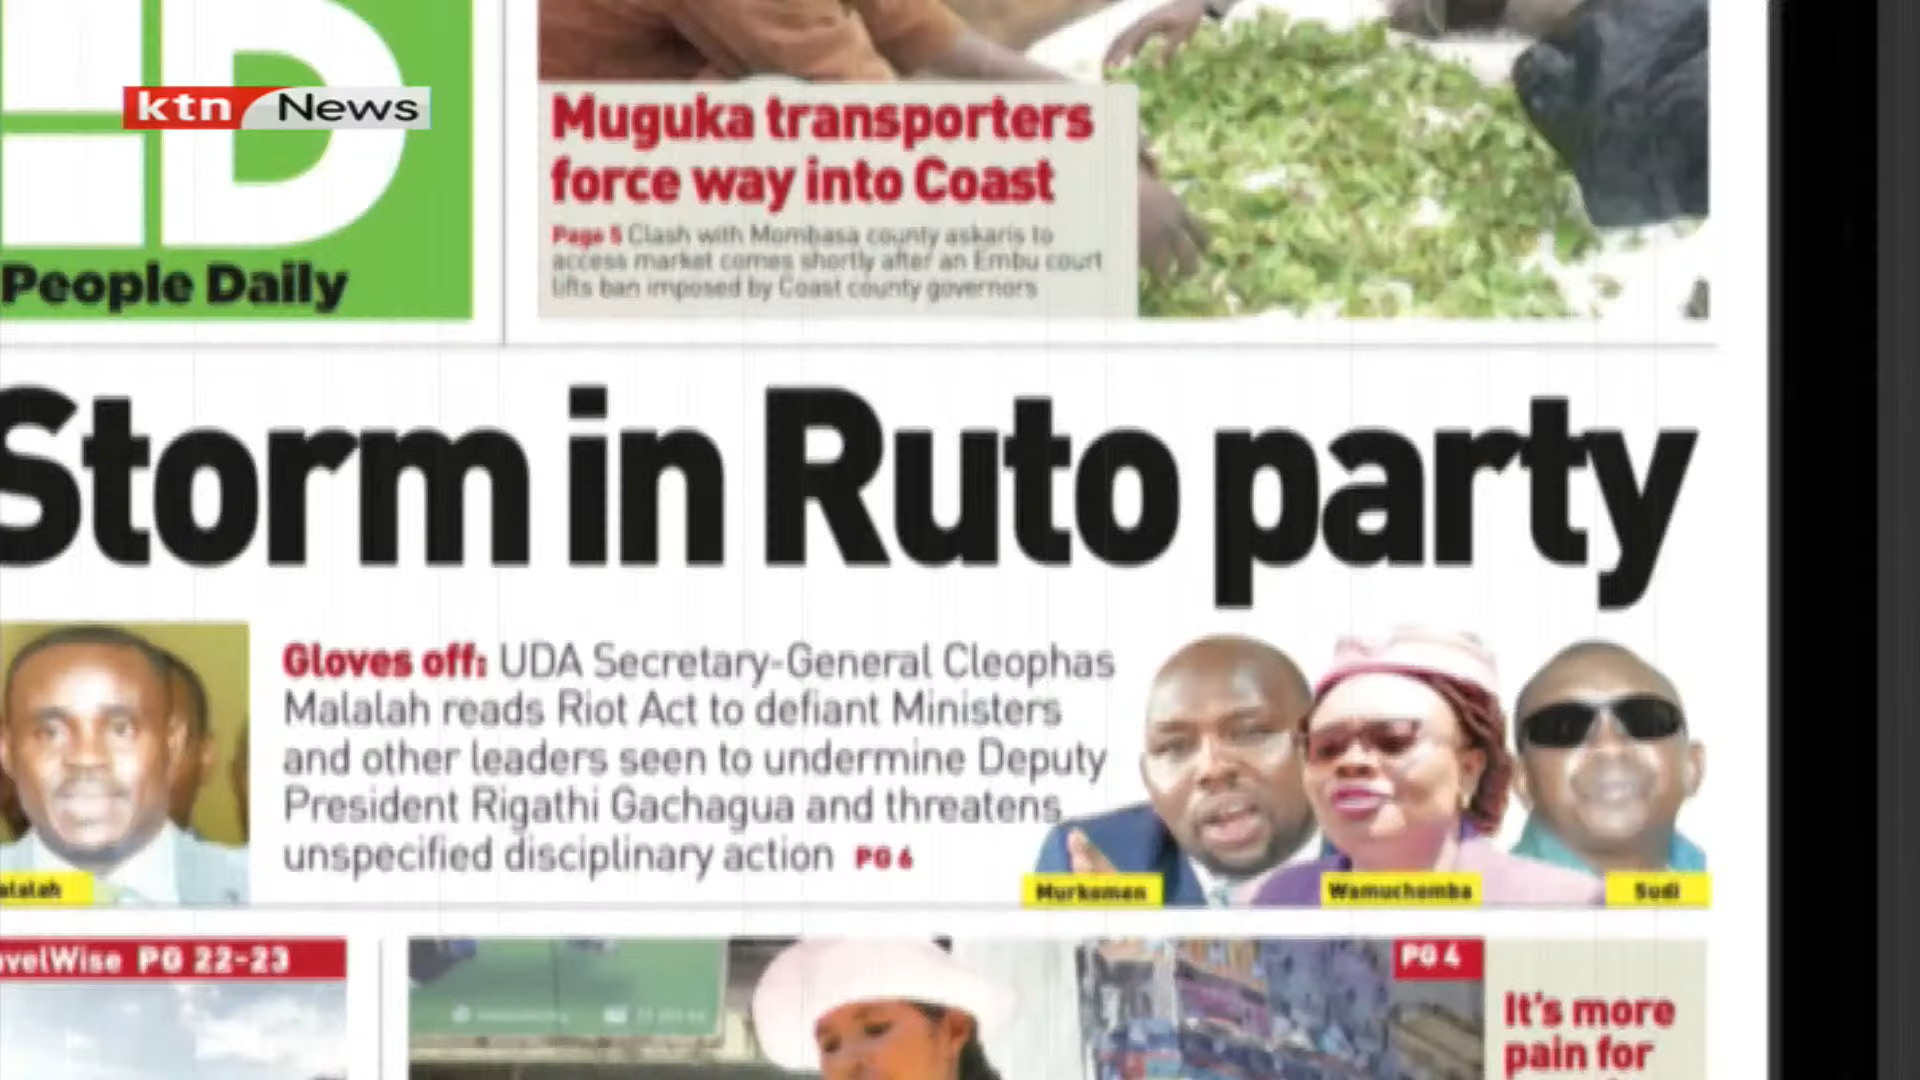 ktn News
People Daily
Muguka transporters
force way into Coast
Page 5 Clash with Mombasa county askaris to
access market comes shortly after an Embu court
lifts ban imposed by Coast county governors
Storm in Ruto party
Gloves off: UDA Secretary-General Cleophas
Malalah reads Riot Act to defiant Ministers
and other leaders seen to undermine Deputy
President Rigathi Gachagua and threatens
unspecified disciplinary action PG 6
alalah
Murkomen
Wamuchomba
Sudi
avelWise PG 22-23
PG 4
It's more
pain for